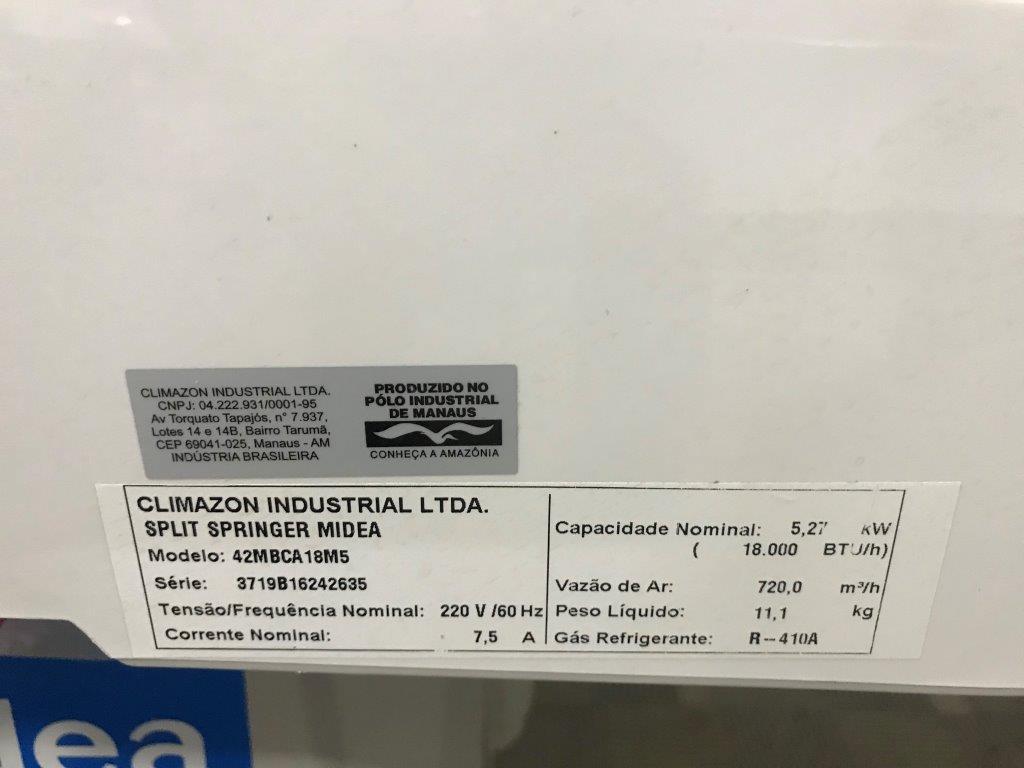 CLIMAZON INDUSTRIAL LTDA.
CNPJ: 04.222.931/0001-95
Av Torquato Tapajós, n° 7.937,
Lotes 14 e 14B, Bairro Tarumã,
CEP 69041-025, Manaus - AM
INDÚSTRIA BRASILEIRA
PRODUZIDO NO
PÓLO INDUSTRIAL
DE MANAUS
CONHEÇA A AMAZÔNIA
CLIMAZON INDUSTRIAL LTDA.
SPLIT SPRINGER MIDEA
Modelo: 42MBCA18M5
Série: 3719B16242635
Tensão/Frequência Nominal: 220 V /60 Hz
Corrente Nominal: 7,5 A
Capacidade Nominal: 5,27 kW
( 18.000 BTU/h)
Vazão de Ar: 720,0 m³/h
Peso Líquido: 11,1 kg
Gás Refrigerante: R-410A
dea